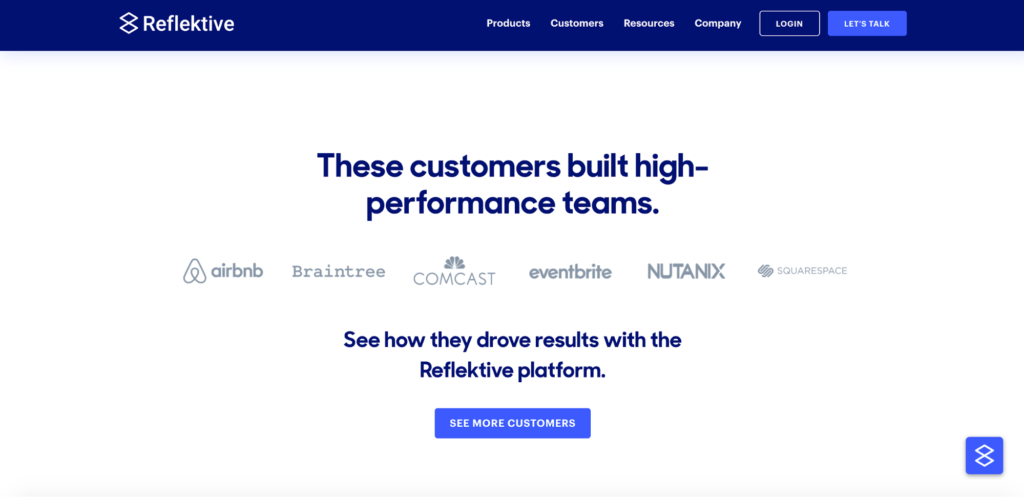 Reflektive
Products Customers Resources Company LOGIN LET'S TALK
These customers built high-
performance teams.
airbnb Braintree COMCAST eventbrite NUTANIX SQUARESPACE
See how they drove results with the
Reflektive platform.
SEE MORE CUSTOMERS